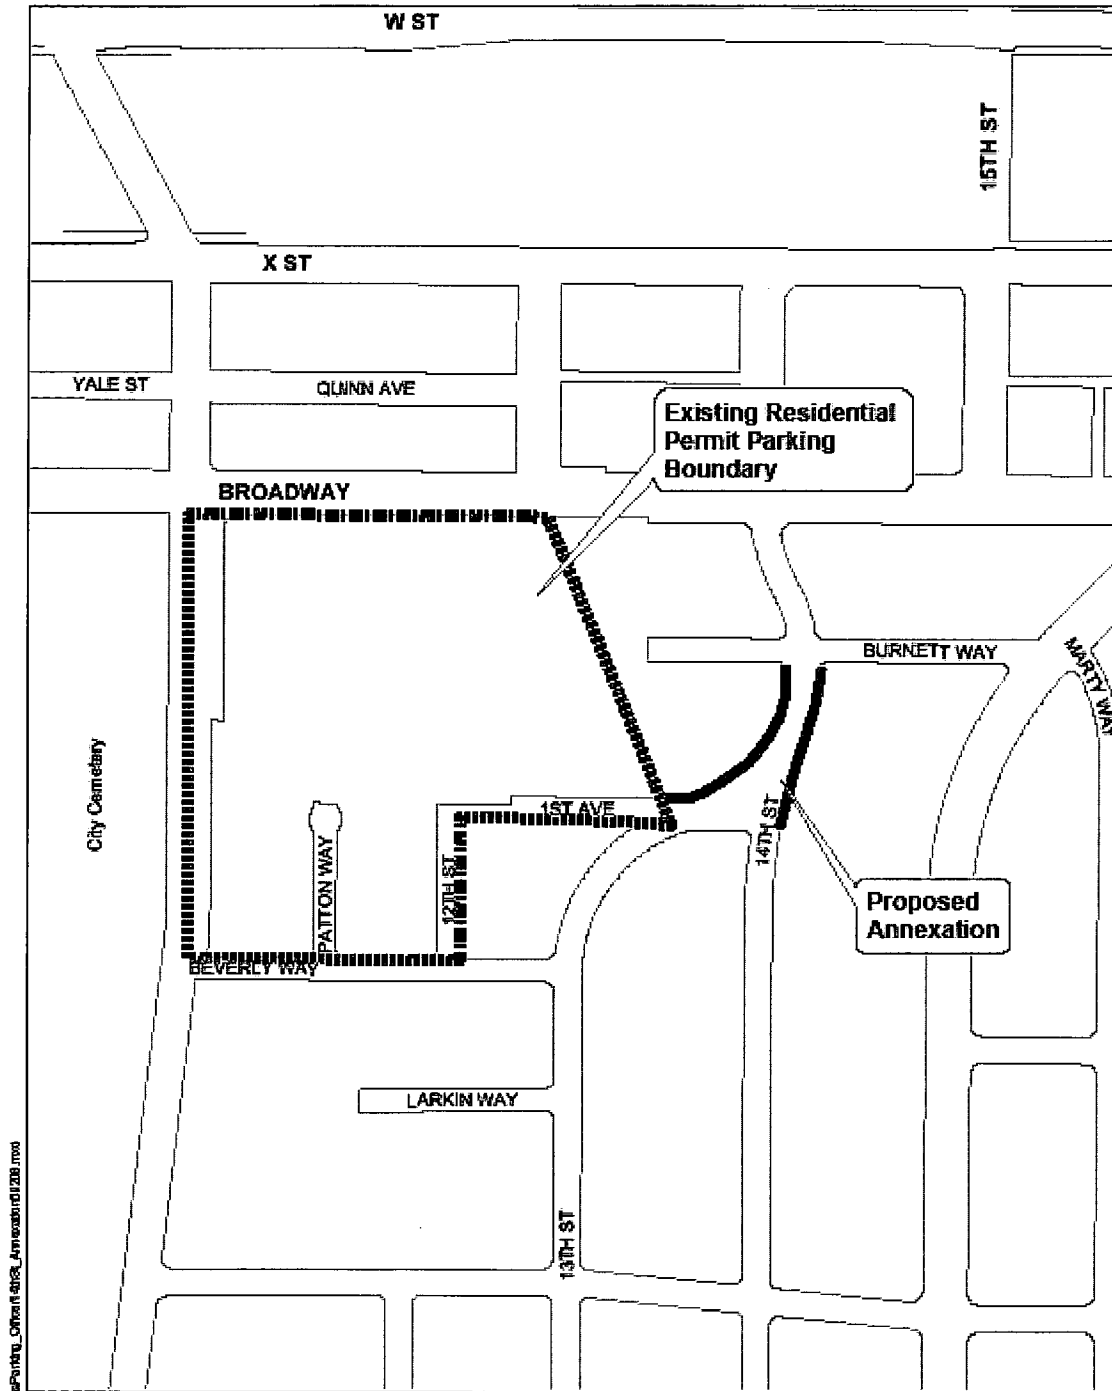 W ST
15TH ST
X ST
YALE ST
QUINN AVE
Existing Residential
Permit Parking
Boundary
BROADWAY
BURNETT WAY
MARTY WAY
City Cemetary
1ST AVE
14TH ST
PATTON WAY
12TH ST
Proposed
Annexation
BEVERLY WAY
LARKIN WAY
13TH ST